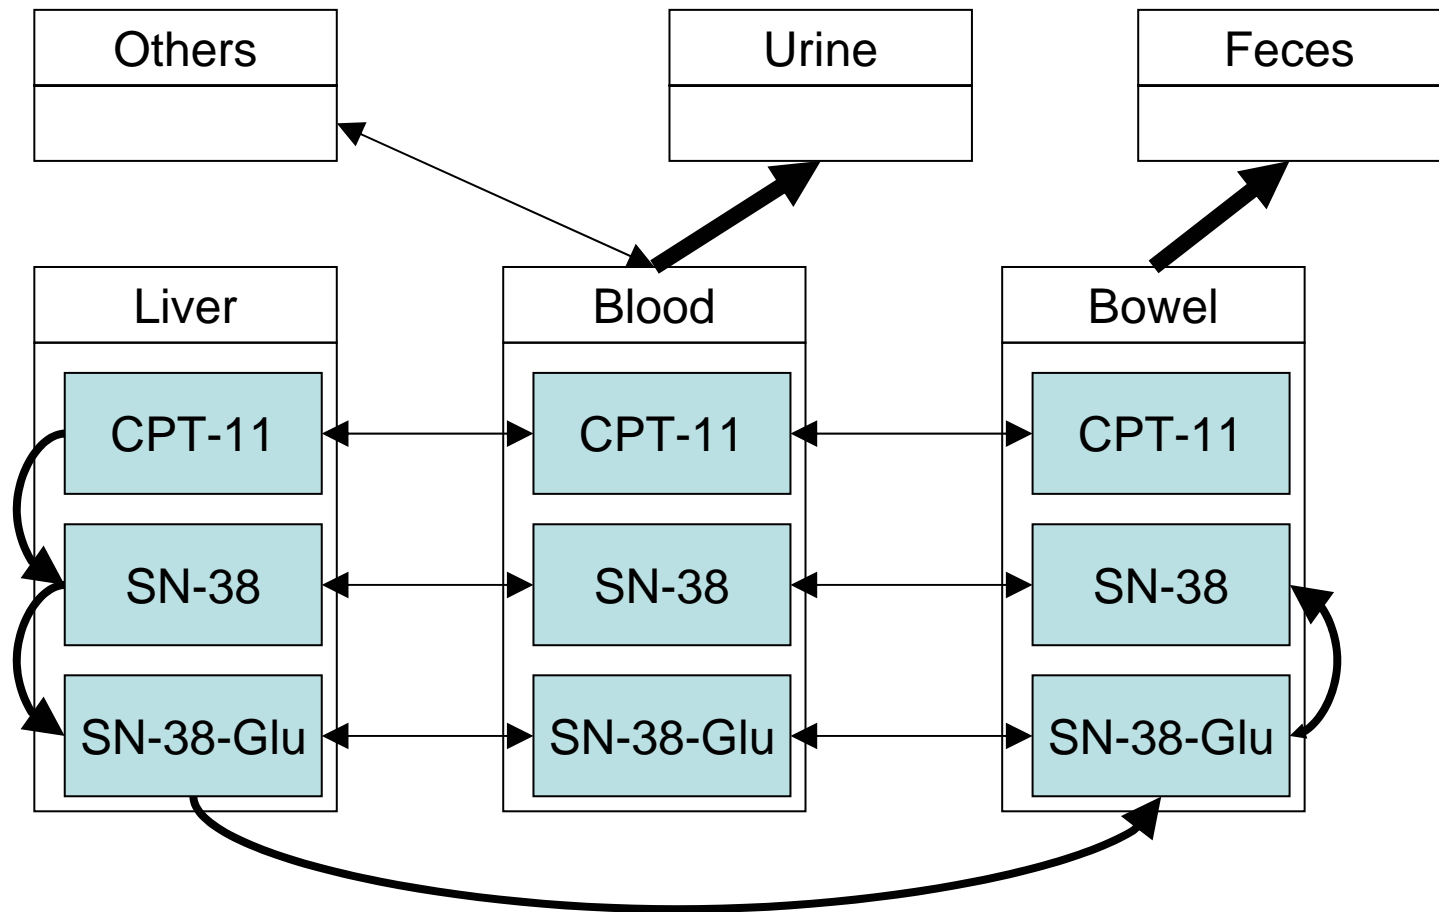 Others
Urine
Feces
Liver
Blood
Bowel
CPT-11
CPT-11
CPT-11
SN-38
SN-38
SN-38
SN-38-Glu
SN-38-Glu
SN-38-Glu